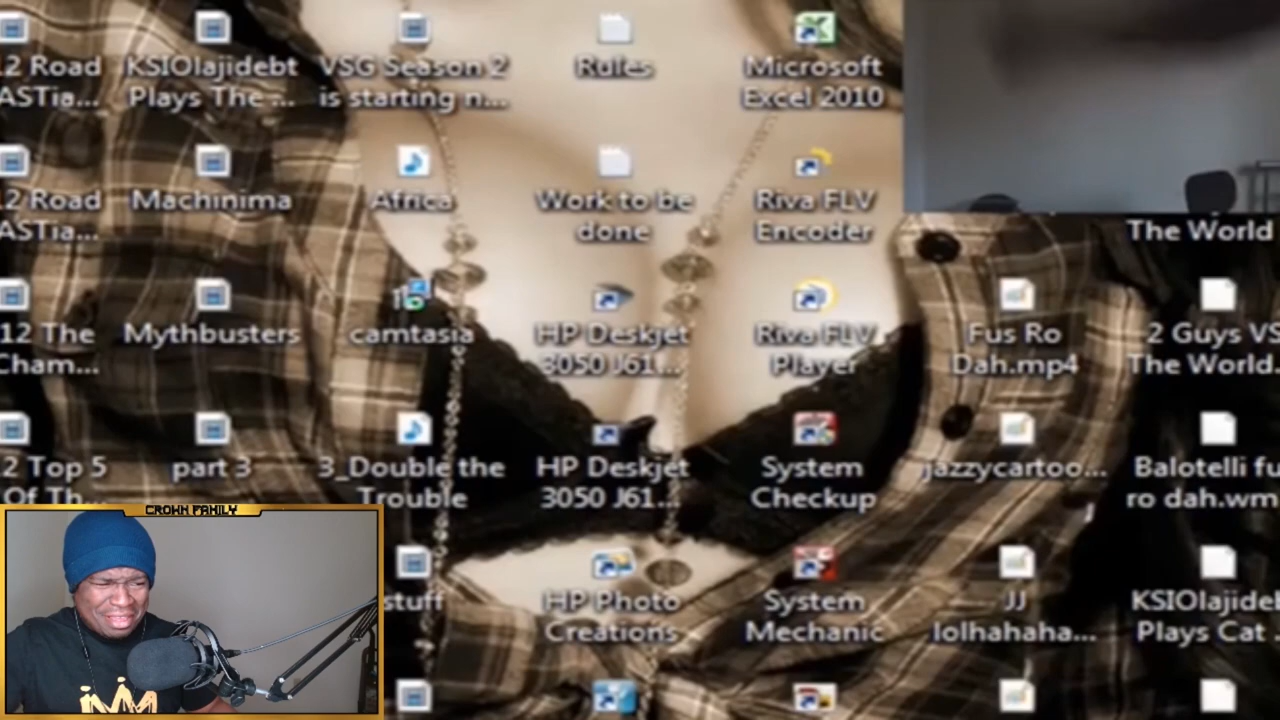 2 Road
ASTia...
KSIOlajidebt
Plays The ...
VSG Season 2
is starting n...
Rules
Microsoft
Excel 2010
2 Road
ASTia...
Machinima
Africa
Work to be
done
Riva FLV
Encoder
The World
12 The
Cham...
Mythbusters
camtasia
HP Deskjet
3050 J61...
Riva FLV
Player
Fus Ro
Dah.mp4
2 Guys VS
The World.
2 Top 5
Of Th...
part 3
3_Double the
Trouble
HP Deskjet
3050 J61...
System
Checkup
jazzycartoo...
Balotelli fu
ro dah.wm
CROWN FAMILY
stuff
HP Photo
Creations
System
Mechanic
JJ
lolhahaha...
KSIOlajide
Plays Cat .